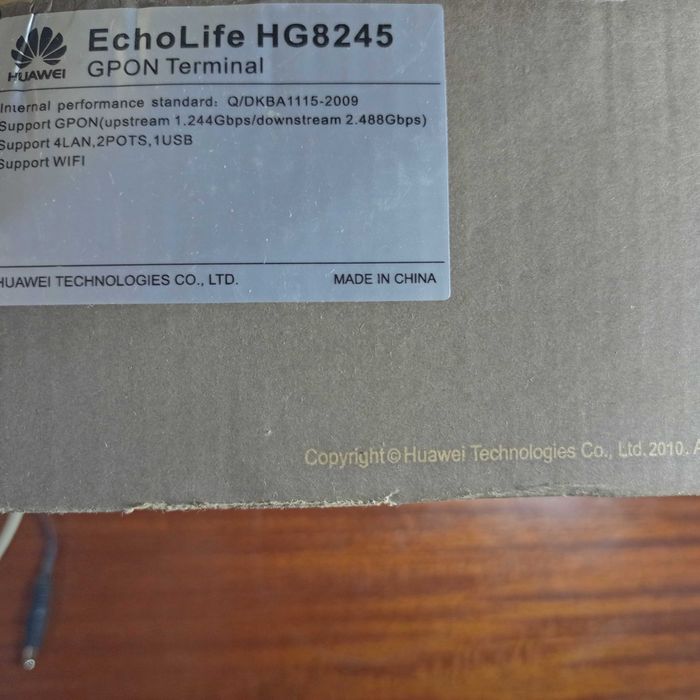 HUAWEI
EchoLife HG8245
GPON Terminal
Internal performance standard: Q/DKBA1115-2009
Support GPON(upstream 1.244Gbps/downstream 2.488Gbps)
Support 4LAN,2POTS,1USB
Support WIFI
HUAWEI TECHNOLOGIES CO., LTD. MADE IN CHINA
Copyright © Huawei Technologies Co., Ltd. 2010.